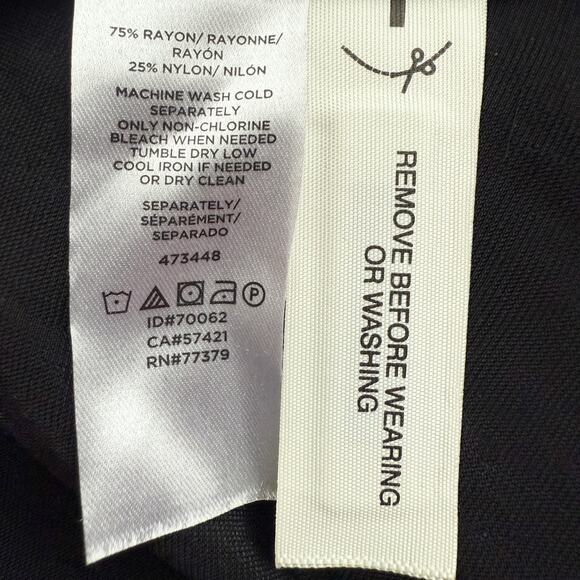 75% RAYON/ RAYONNE/
RAYÓN
25% NYLON/ NILÓN
MACHINE WASH COLD
SEPARATELY
ONLY NON-CHLORINE
BLEACH WHEN NEEDED
TUMBLE DRY LOW
COOL IRON IF NEEDED
OR DRY CLEAN
SEPARATELY/
SÉPARÉMENT/
SEPARADO
473448
P
ID#70062
CA#57421
RN#77379
REMOVE BEFORE WEARING
OR WASHING